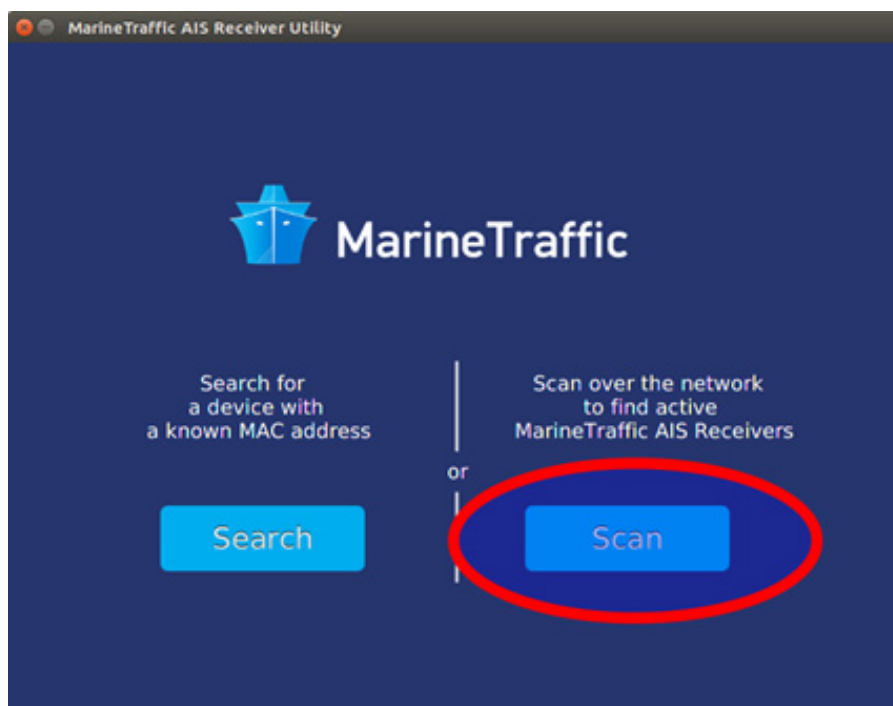 MarineTraffic AIS Receiver Utility
MarineTraffic
Search for
a device with
a known MAC address
or
Scan over the network
to find active
MarineTraffic AIS Receivers
Search
Scan